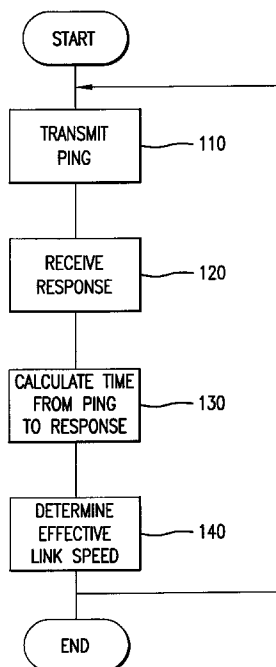 START
TRANSMIT
PING
110
RECEIVE
RESPONSE
120
CALCULATE TIME
FROM PING
TO RESPONSE
130
DETERMINE
EFFECTIVE
LINK SPEED
140
END